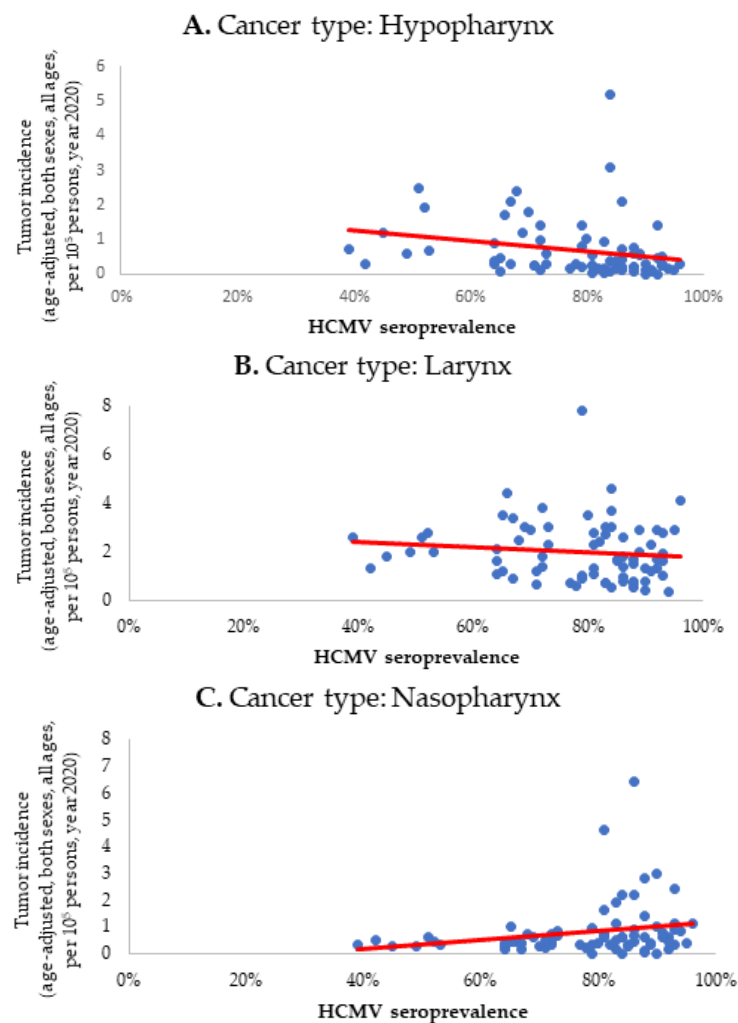 A. Cancer type: Hypopharynx
Tumor incidence
(age-adjusted, both sexes, all ages,
per 10⁵ persons, year 2020)
6
5
4
3
2
1
0
0% 20% 40% 60% 80% 100%
HCMV seroprevalence
B. Cancer type: Larynx
Tumor incidence
(age-adjusted, both sexes, all ages,
per 10⁵ persons, year 2020)
8
6
4
2
0
0% 20% 40% 60% 80% 100%
HCMV seroprevalence
C. Cancer type: Nasopharynx
Tumor incidence
(age-adjusted, both sexes, all ages,
per 10⁵ persons, year 2020)
8
7
6
5
4
3
2
1
0
0% 20% 40% 60% 80% 100%
HCMV seroprevalence